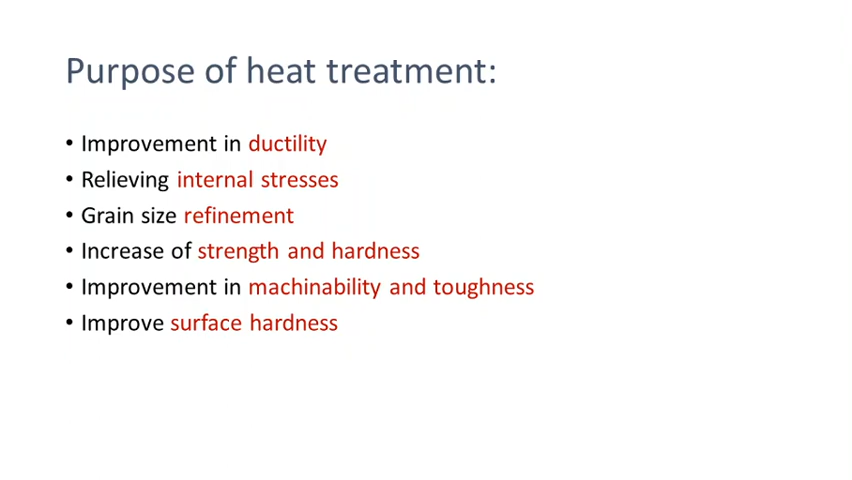 Purpose of heat treatment:
• Improvement in ductility
• Relieving internal stresses
• Grain size refinement
• Increase of strength and hardness
• Improvement in machinability and toughness
• Improve surface hardness